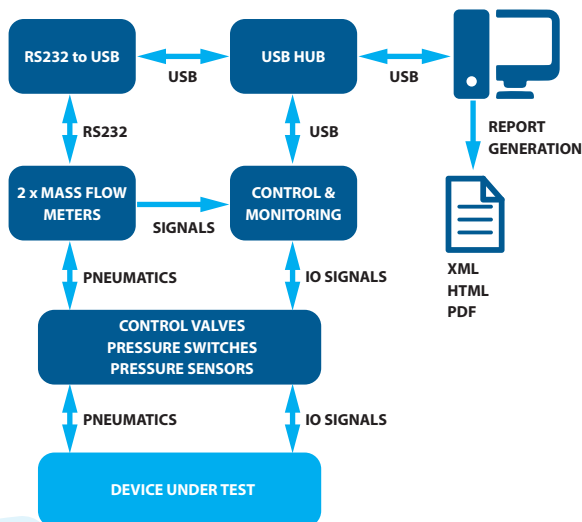 RS232 to USB
USB
USB HUB
USB
RS232
USB
REPORT
GENERATION
2 x MASS FLOW
METERS
SIGNALS
CONTROL &
MONITORING
XML
HTML
PDF
PNEUMATICS
IO SIGNALS
CONTROL VALVES
PRESSURE SWITCHES
PRESSURE SENSORS
PNEUMATICS
IO SIGNALS
DEVICE UNDER TEST